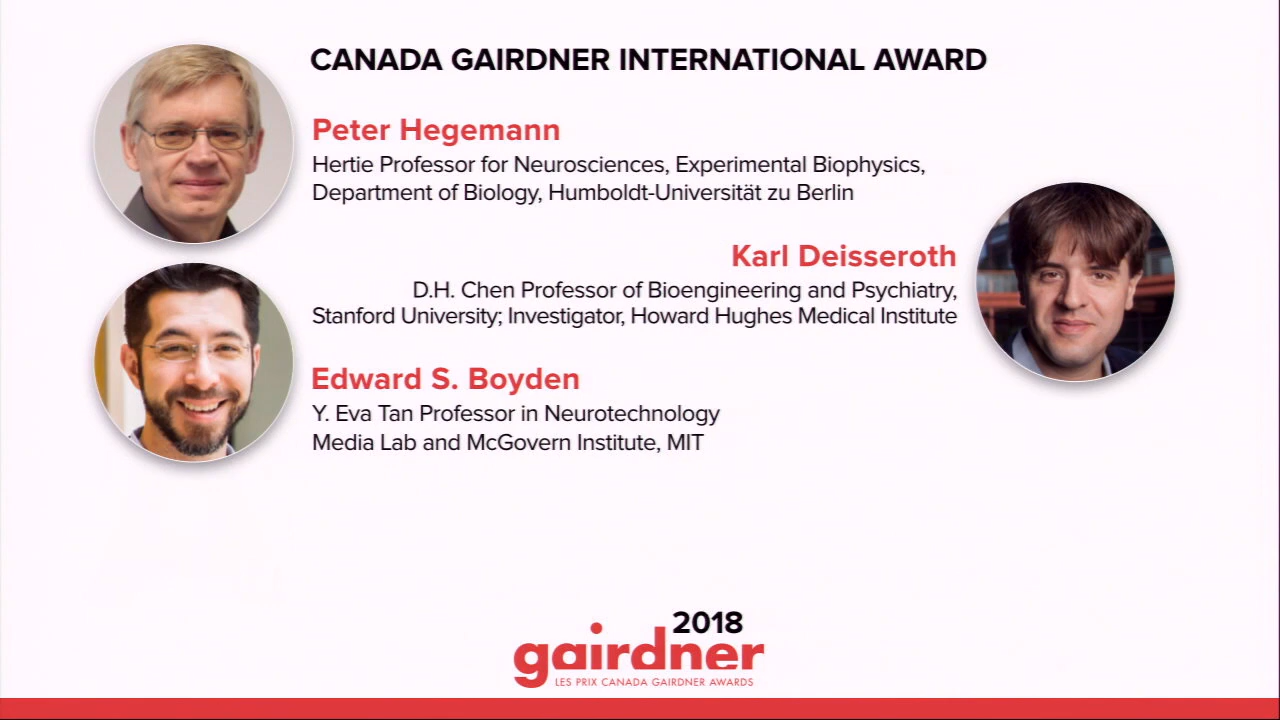 CANADA GAIRDNER INTERNATIONAL AWARD
Peter Hegemann
Hertie Professor for Neurosciences, Experimental Biophysics,
Department of Biology, Humboldt-Universität zu Berlin
Karl Deisseroth
D.H. Chen Professor of Bioengineering and Psychiatry,
Stanford University; Investigator, Howard Hughes Medical Institute
Edward S. Boyden
Y. Eva Tan Professor in Neurotechnology
Media Lab and McGovern Institute, MIT
2018
gairdner
LES PRIX CANADA GAIRDNER AWARDS